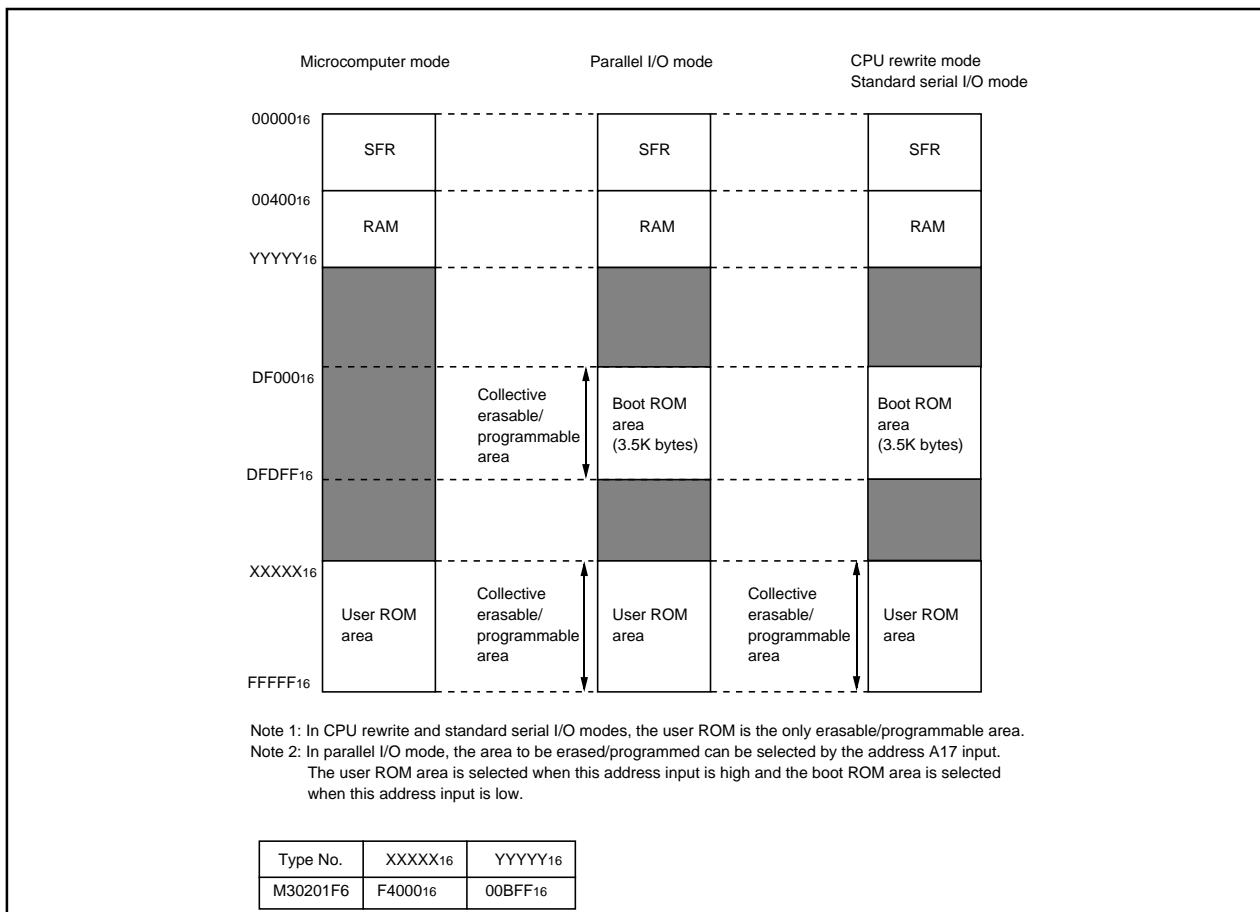 Microcomputer mode
Parallel I/O mode
CPU rewrite mode
Standard serial I/O mode
0000016
SFR
SFR
SFR
0040016
RAM
RAM
RAM
YYYYY16
DF00016
Collective
erasable/
programmable
area
Boot ROM
area
(3.5K bytes)
Boot ROM
area
(3.5K bytes)
DFDFF16
XXXXX16
User ROM
area
Collective
erasable/
programmable
area
User ROM
area
Collective
erasable/
programmable
area
User ROM
area
FFFFF16
Note 1: In CPU rewrite and standard serial I/O modes, the user ROM is the only erasable/programmable area.
Note 2: In parallel I/O mode, the area to be erased/programmed can be selected by the address A17 input.
The user ROM area is selected when this address input is high and the boot ROM area is selected
when this address input is low.
Type No. XXXXX16 YYYYY16
M30201F6 F400016 00BFF16